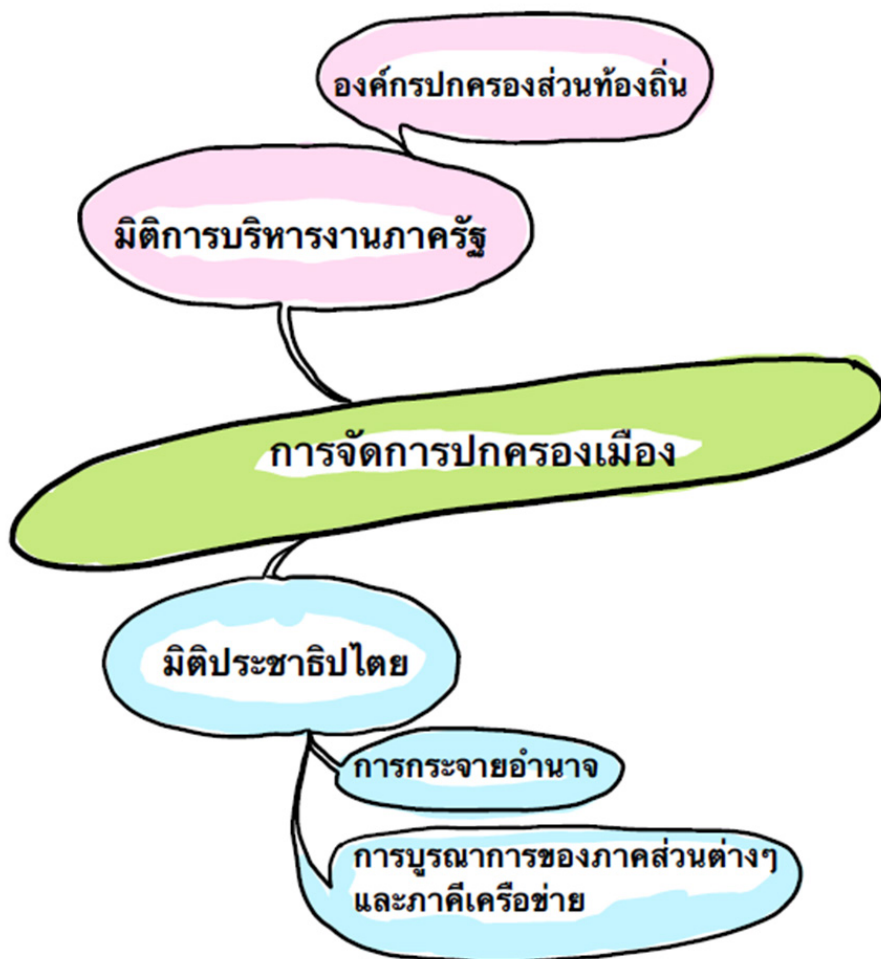 องค์กรปกครองส่วนท้องถิ่น
มิติการบริหารงานภาครัฐ
การจัดการปกครองเมือง
มิติประชาธิปไตย
การกระจายอำนาจ
การบูรณาการของภาคส่วนต่างๆ
และภาคีเครือข่าย